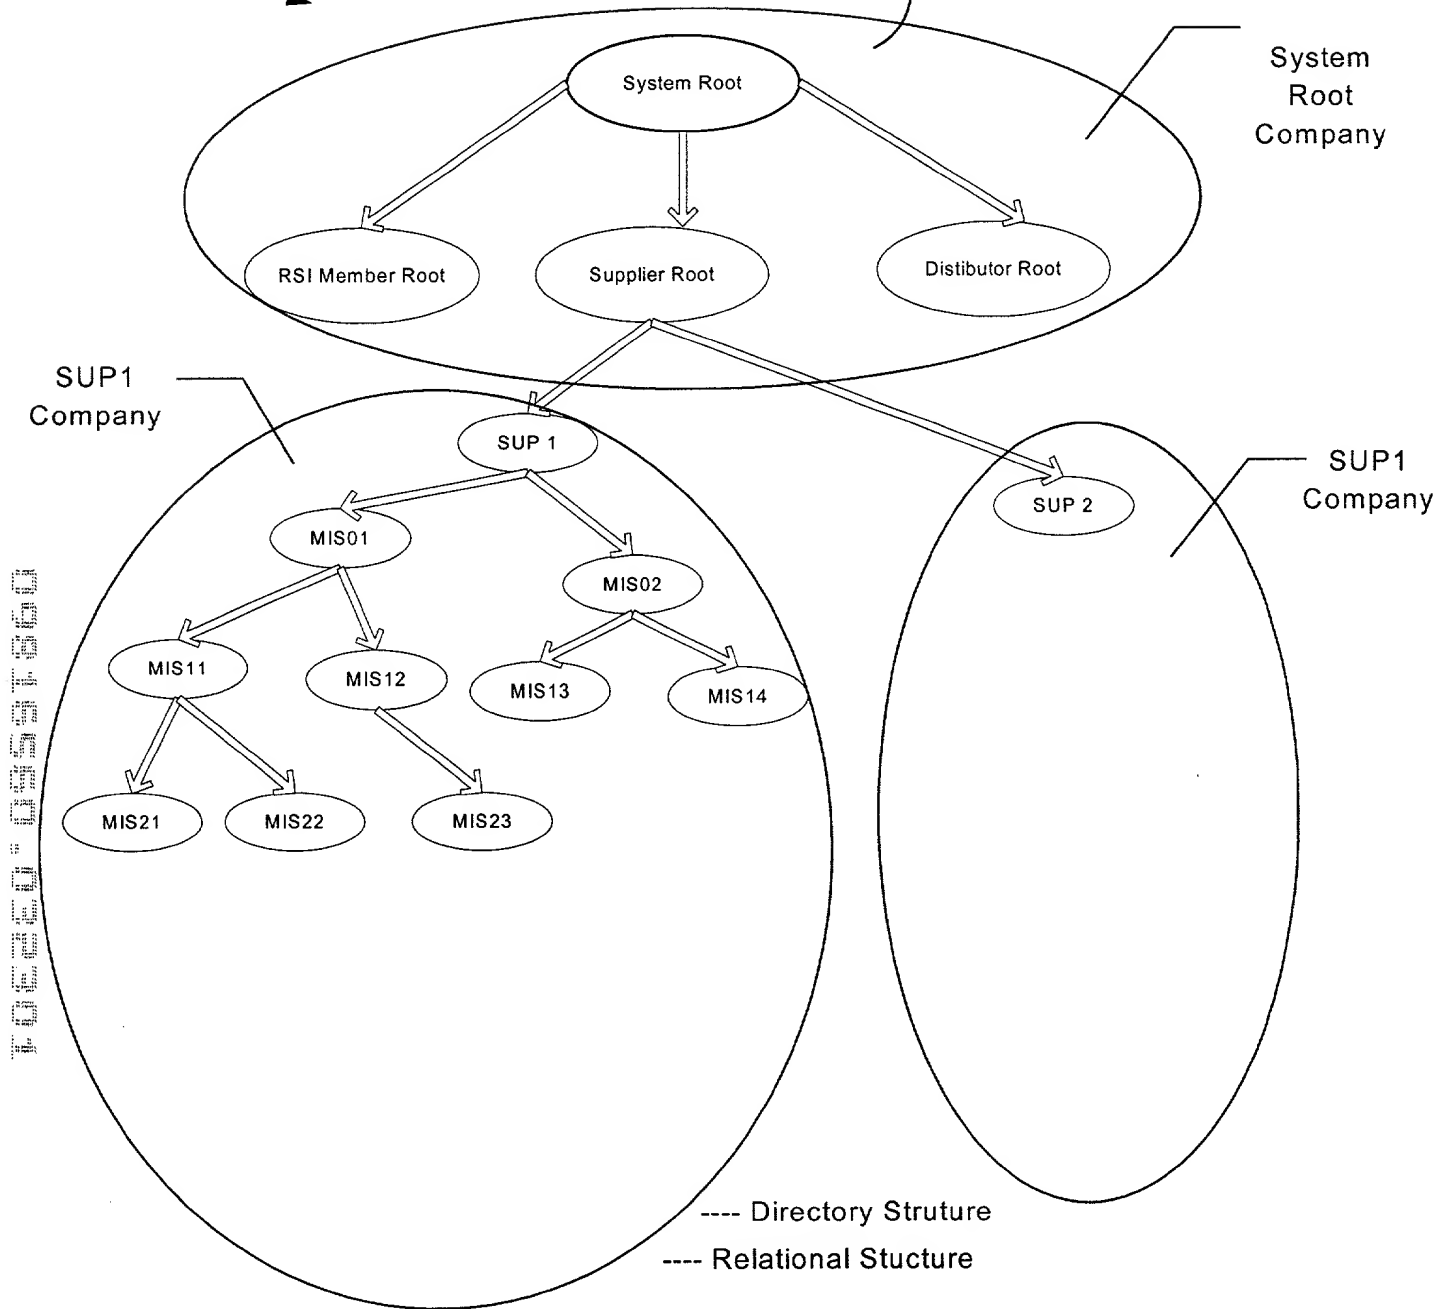 System Root
System
Root
Company
RSI Member Root
Supplier Root
Distibutor Root
SUP1
Company
SUP 1
SUP1
Company
SUP 2
MIS01
MIS02
MIS11
MIS12
MIS13
MIS14
MIS21
MIS22
MIS23
---- Directory Struture
---- Relational Stucture